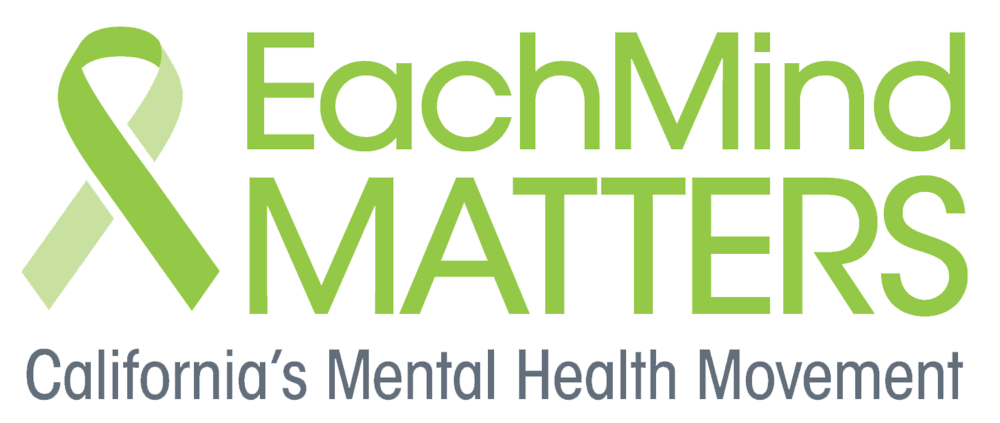 EachMind
MATTERS
California’s Mental Health Movement